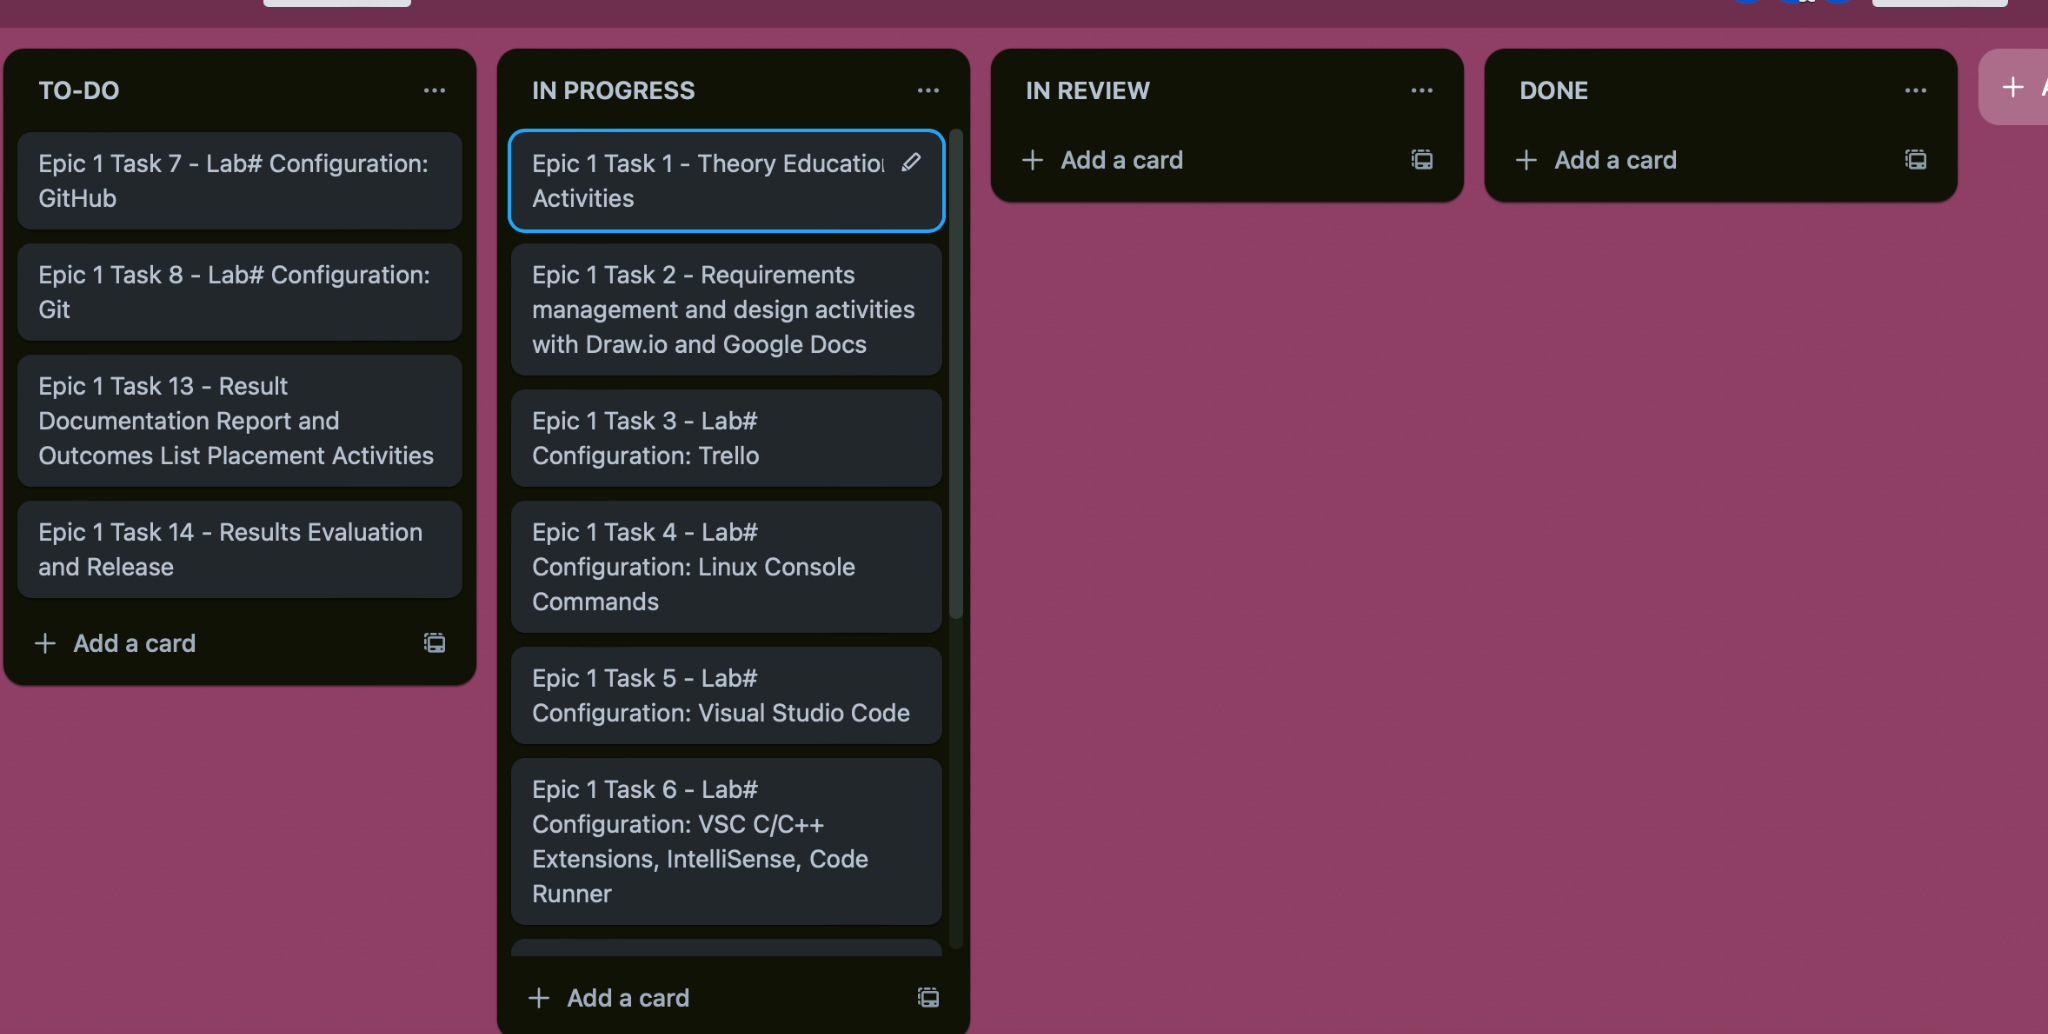 TO-DO
Epic 1 Task 7 - Lab# Configuration:
GitHub
Epic 1 Task 8 - Lab# Configuration:
Git
Epic 1 Task 13 - Result
Documentation Report and
Outcomes List Placement Activities
Epic 1 Task 14 - Results Evaluation
and Release
+ Add a card
IN PROGRESS
Epic 1 Task 1 - Theory Education
Activities
Epic 1 Task 2 - Requirements
management and design activities
with Draw.io and Google Docs
Epic 1 Task 3 - Lab#
Configuration: Trello
Epic 1 Task 4 - Lab#
Configuration: Linux Console
Commands
Epic 1 Task 5 - Lab#
Configuration: Visual Studio Code
Epic 1 Task 6 - Lab#
Configuration: VSC C/C++
Extensions, IntelliSense, Code
Runner
+ Add a card
IN REVIEW
+ Add a card
DONE
+ Add a card